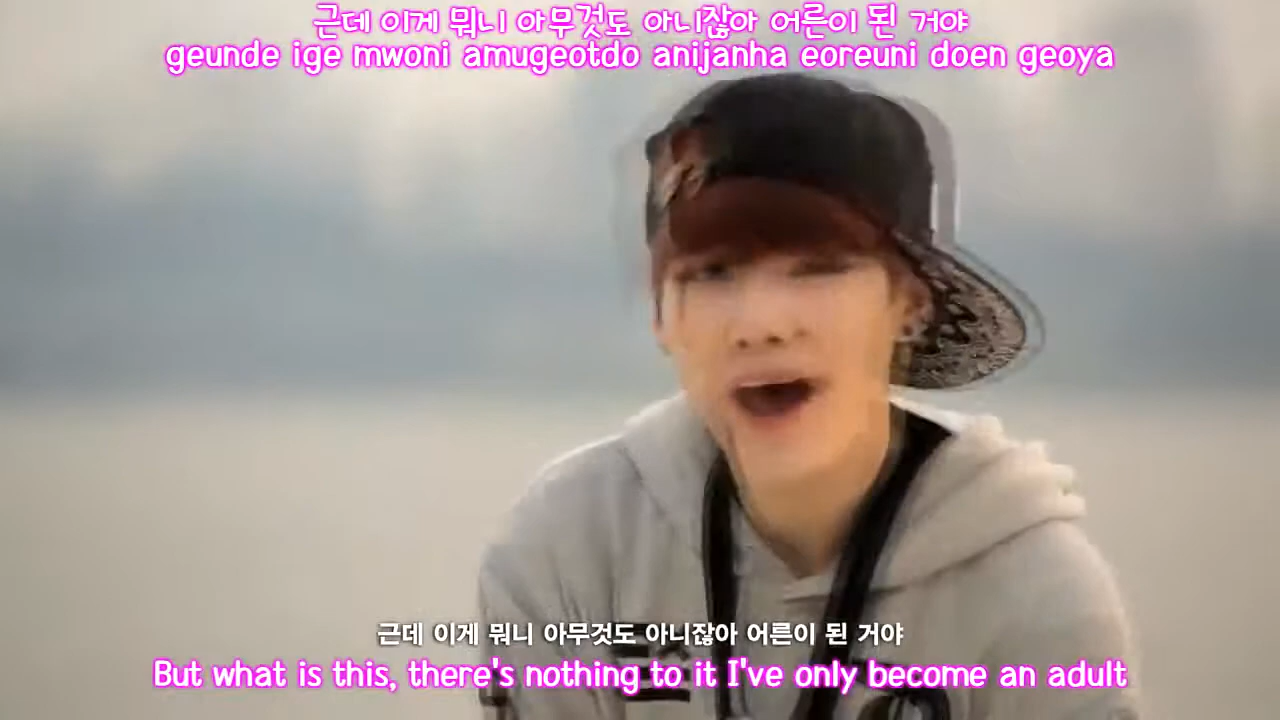 근데 이게 뭐니 아무것도 아니잖아 어른이 된 거야
geunde ige mwoni amugeotdo anijanha eoreuni doen geoya
근데 이게 뭐니 아무것도 아니잖아 어른이 된 거야
But what is this, there's nothing to it I've only become an adult